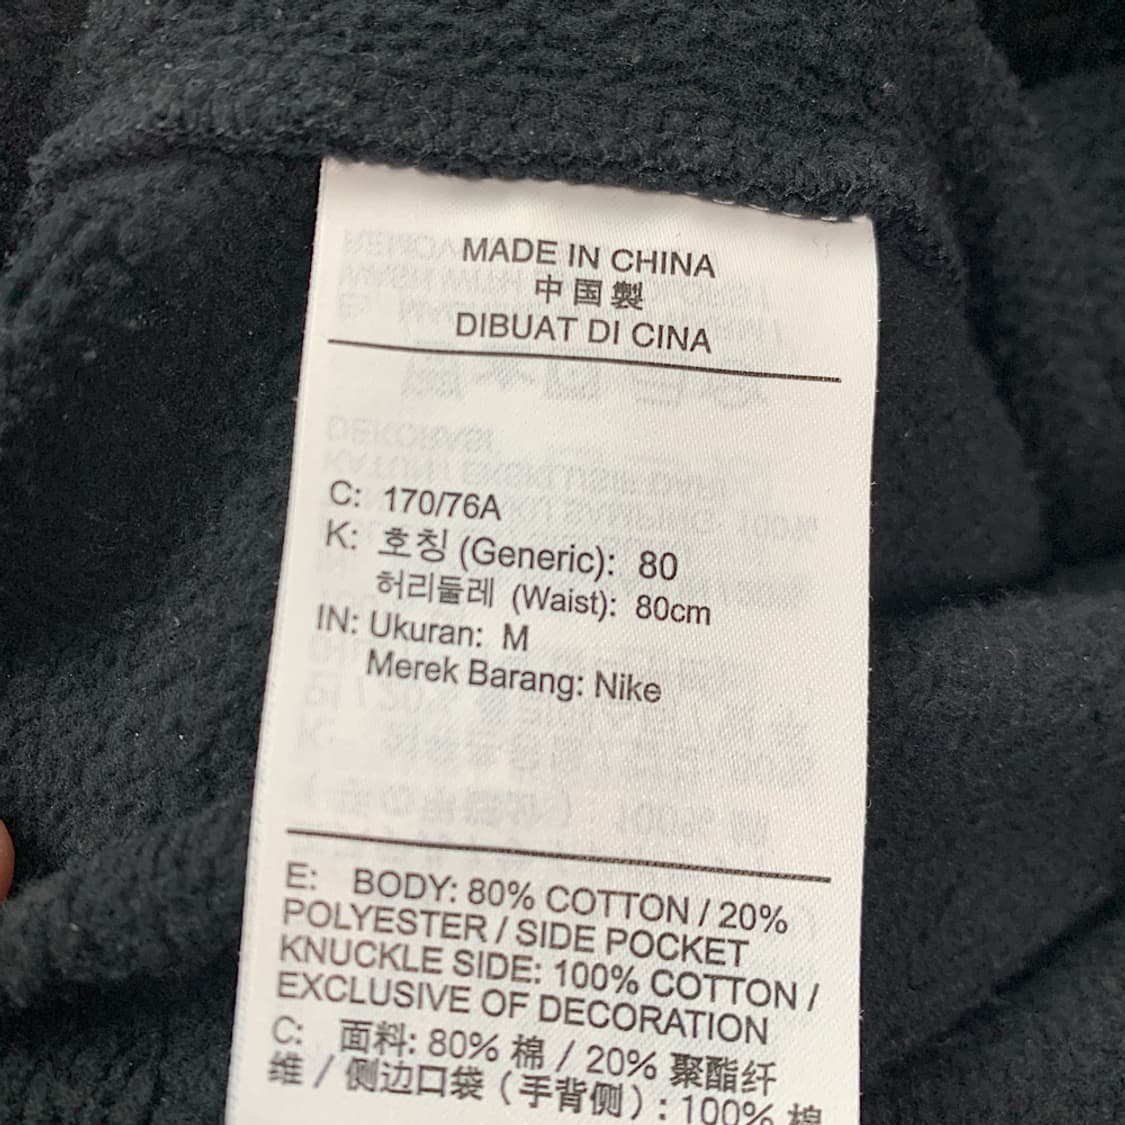 MADE IN CHINA
中国製
DIBUAT DI CINA
C: 170/76A
K: 호칭 (Generic): 80
허리둘레 (Waist): 80cm
IN: Ukuran: M
Merek Barang: Nike
E: BODY: 80% COTTON / 20%
POLYESTER / SIDE POCKET
KNUCKLE SIDE: 100% COTTON /
EXCLUSIVE OF DECORATION
C: 面料: 80% 棉 / 20% 聚酯纤
维 / 侧边口袋 (手背侧) : 100% 棉